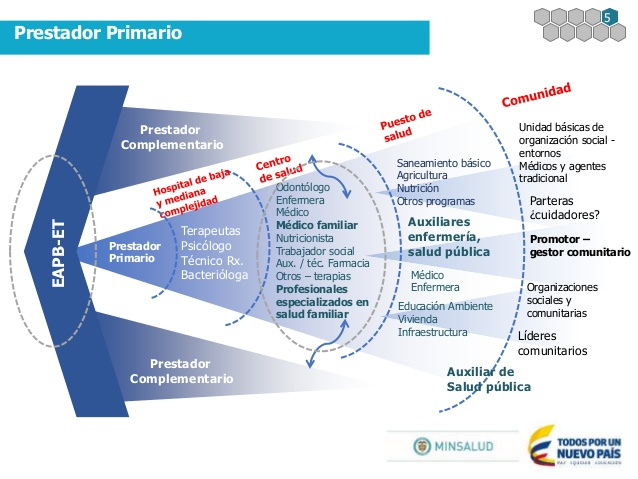 Prestador Primario
5
Prestador
Complementario
Hospital de baja
y mediana
complejidad
Centro
de salud
Puesto de
salud
Comunidad
EAPB-ET
Prestador
Primario
Terapeutas
Psicólogo
Técnico Rx.
Bacterióloga
Odontólogo
Enfermera
Médico
Médico familiar
Nutricionista
Trabajador social
Aux. / téc. Farmacia
Otros – terapias
Profesionales
especializados en
salud familiar
Saneamiento básico
Agricultura
Nutrición
Otros programas
Auxiliares
enfermería,
salud pública
Médico
Enfermera
Educación Ambiente
Vivienda
Infraestructura
Auxiliar de
Salud pública
Unidad básicas de
organización social -
entornos
Médicos y agentes
tradicional
Parteras
¿cuidadores?
Promotor –
gestor comunitario
Organizaciones
sociales y
comunitarias
Líderes
comunitarios
Prestador
Complementario
MINSALUD
TODOS POR UN
NUEVO PAÍS
PAZ EQUIDAD EDUCACIÓN